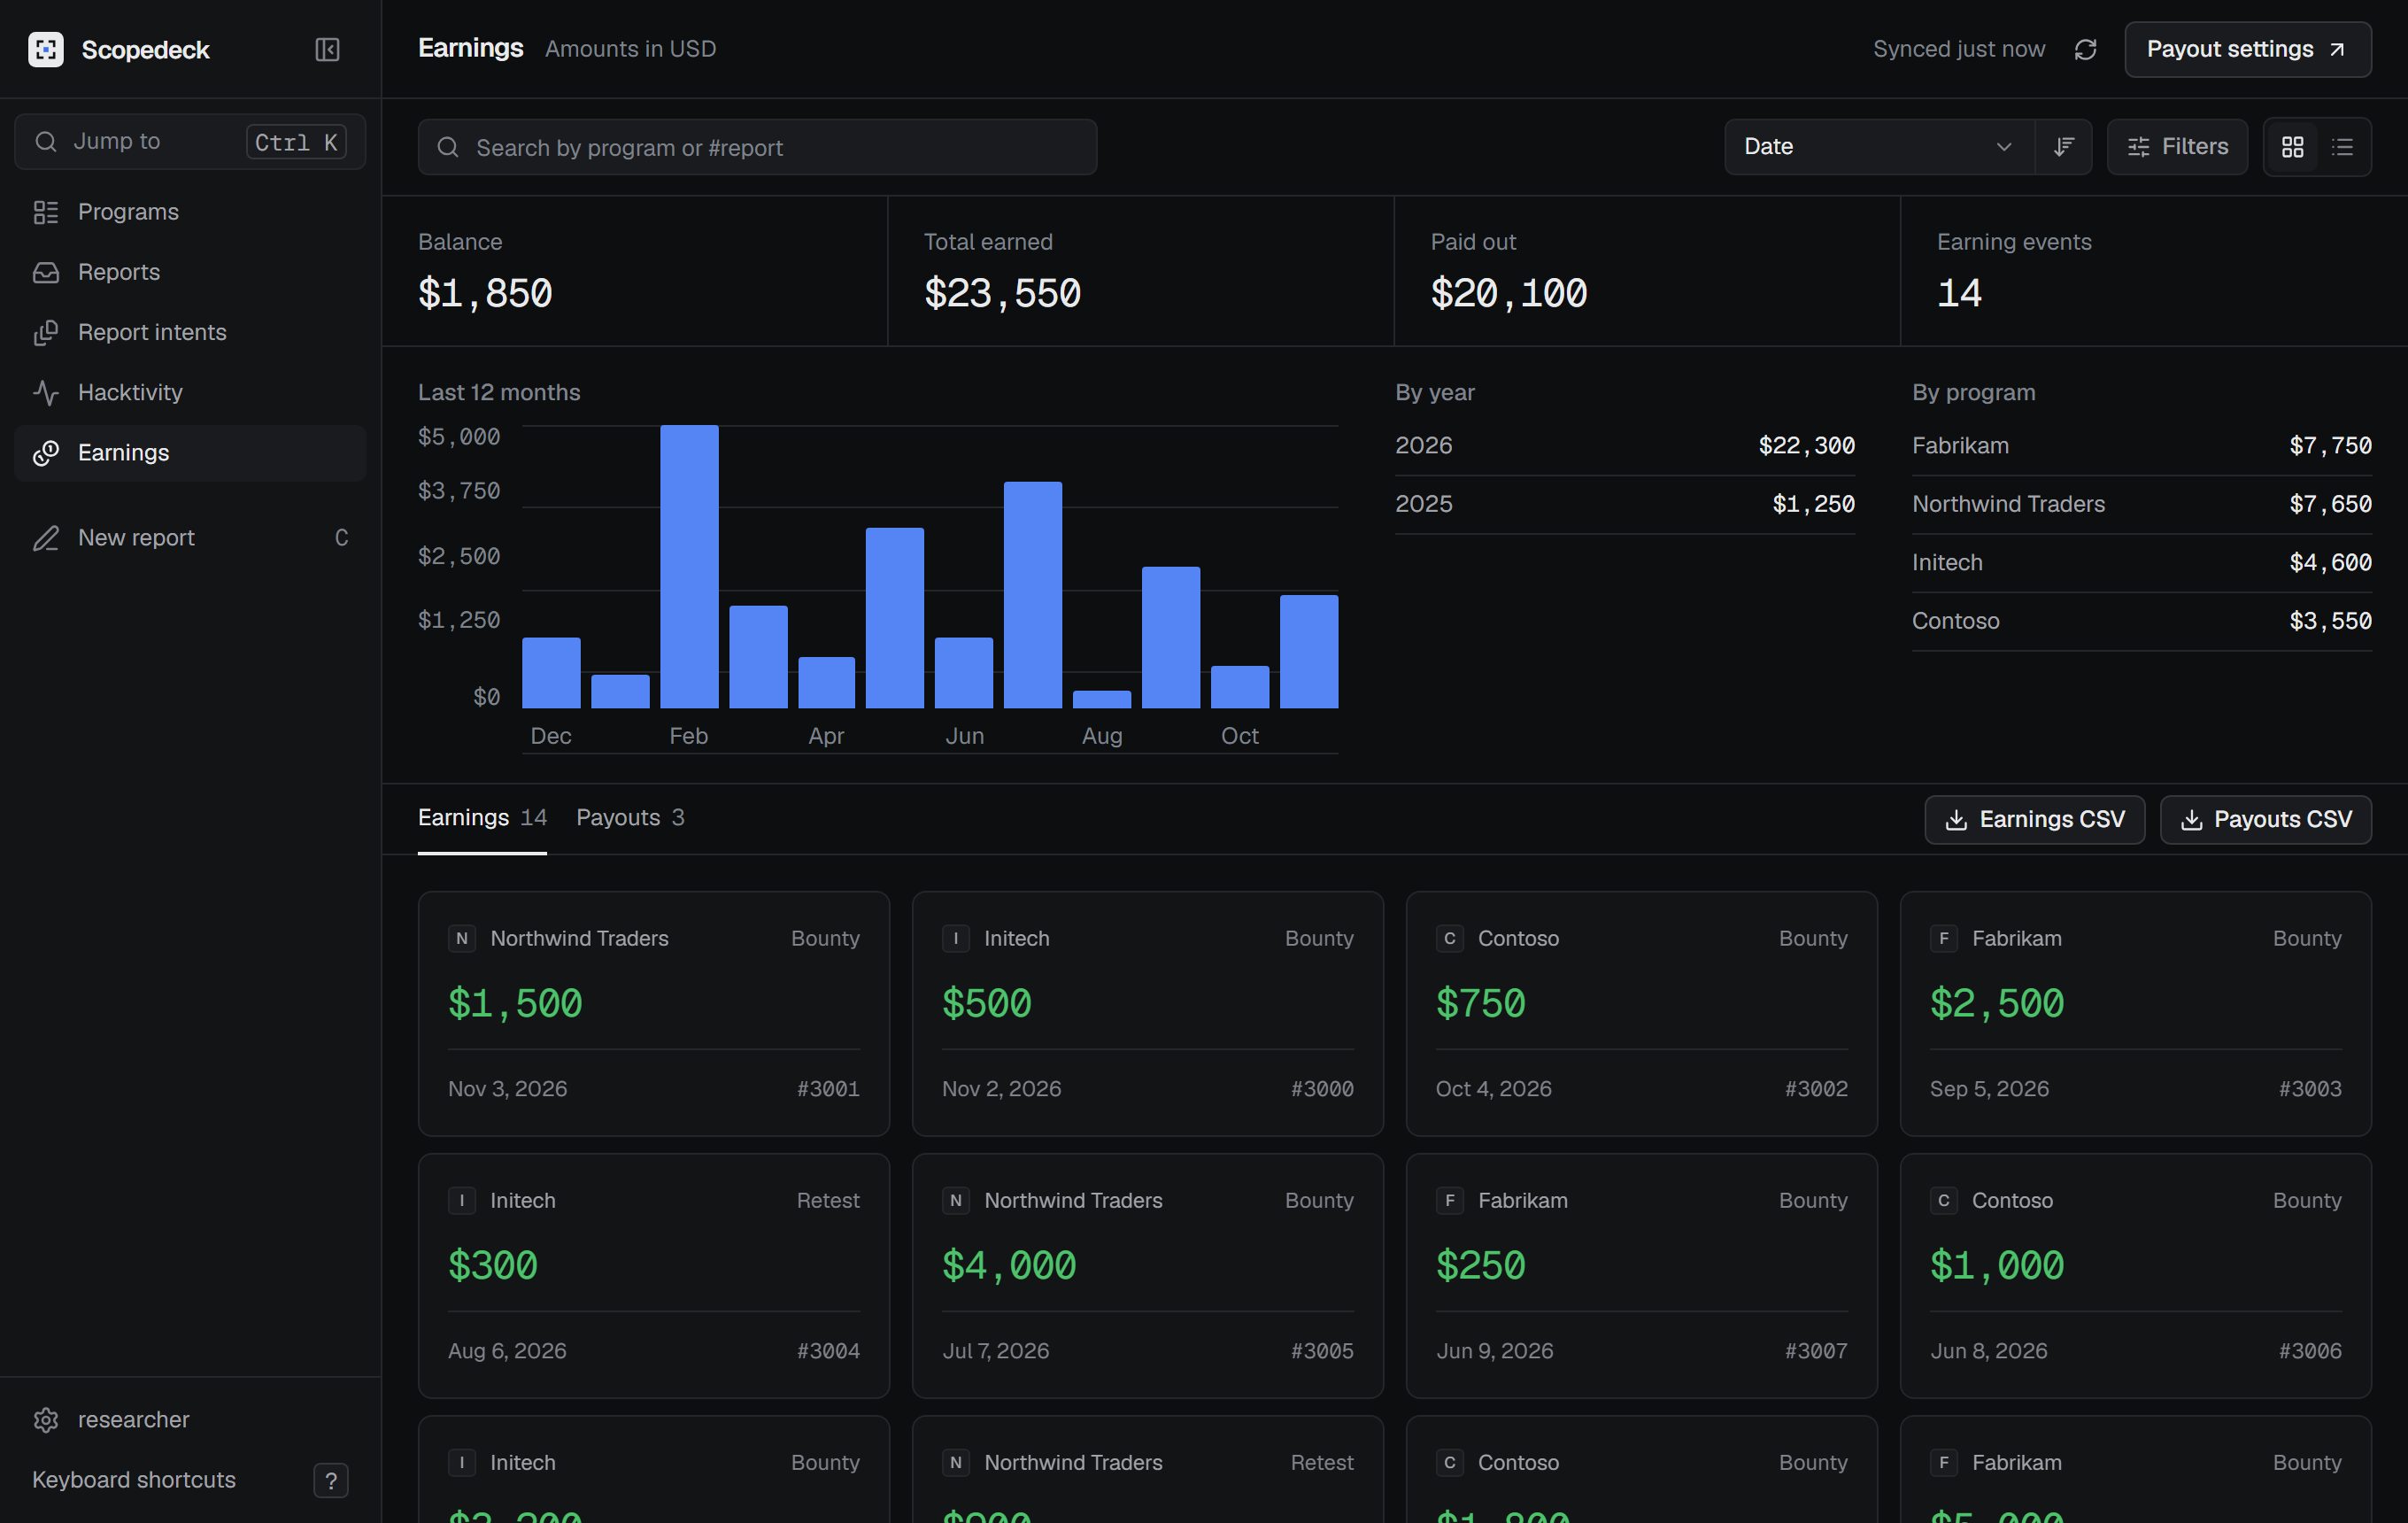 Scopedeck
Earnings Amounts in USD
Synced just now
Payout settings
Jump to Ctrl K
Search by program or #report
Date
Filters
Programs
Reports
Report intents
Hacktivity
Earnings
New report C
researcher
Keyboard shortcuts ?
Balance
$1,850
Total earned
$23,550
Paid out
$20,100
Earning events
14
Last 12 months
$5,000
$3,750
$2,500
$1,250
$0
Dec Feb Apr Jun Aug Oct
By year
2026 $22,300
2025 $1,250
By program
Fabrikam $7,750
Northwind Traders $7,650
Initech $4,600
Contoso $3,550
Earnings 14 Payouts 3
Earnings CSV
Payouts CSV
N Northwind Traders Bounty
$1,500
Nov 3, 2026 #3001
I Initech Bounty
$500
Nov 2, 2026 #3000
C Contoso Bounty
$750
Oct 4, 2026 #3002
F Fabrikam Bounty
$2,500
Sep 5, 2026 #3003
I Initech Retest
$300
Aug 6, 2026 #3004
N Northwind Traders Bounty
$4,000
Jul 7, 2026 #3005
F Fabrikam Bounty
$250
Jun 9, 2026 #3007
C Contoso Bounty
$1,000
Jun 8, 2026 #3006
I Initech Bounty
N Northwind Traders Retest
C Contoso Bounty
F Fabrikam Bounty